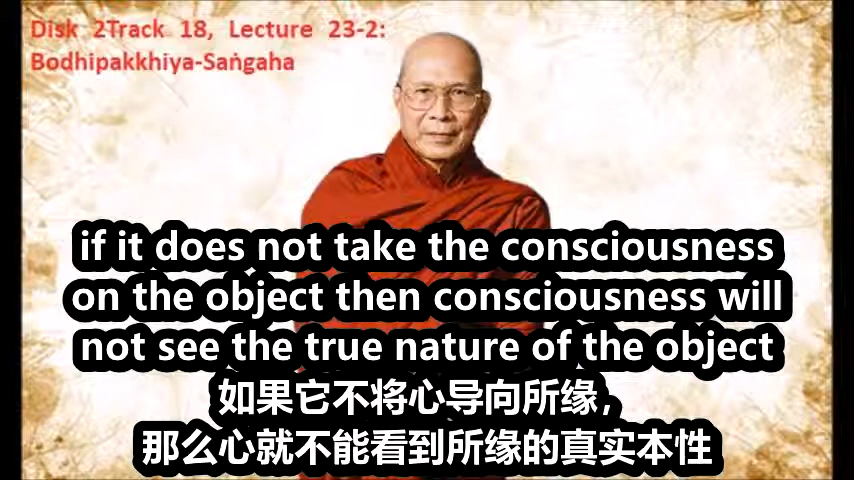 Disk 2Track 18, Lecture 23-2:
Bodhipakkhiya-Saṅgaha
if it does not take the consciousness
on the object then consciousness will
not see the true nature of the object
如果它不将心导向所缘，
那么心就不能看到所缘的真实本性